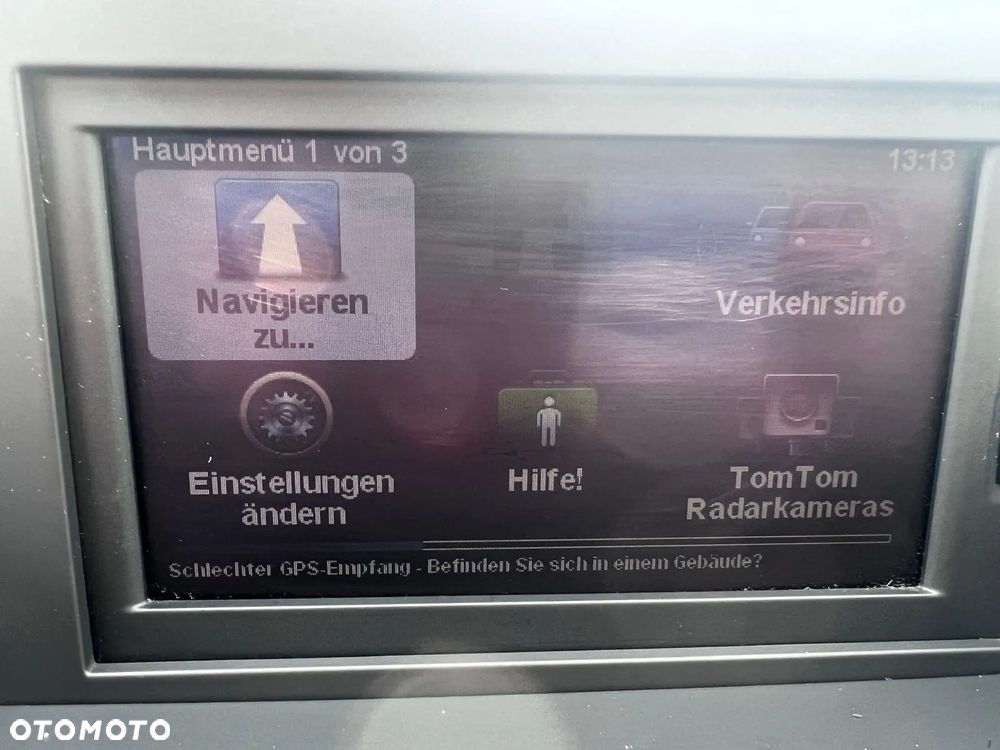 Hauptmenü 1 von 3
13:13
Navigieren
zu...
Verkehrsinfo
Einstellungen
ändern
Hilfe!
TomTom
Radarkameras
Schlechter GPS-Empfang - Befinden Sie sich in einem Gebäude?
OTOMOTO